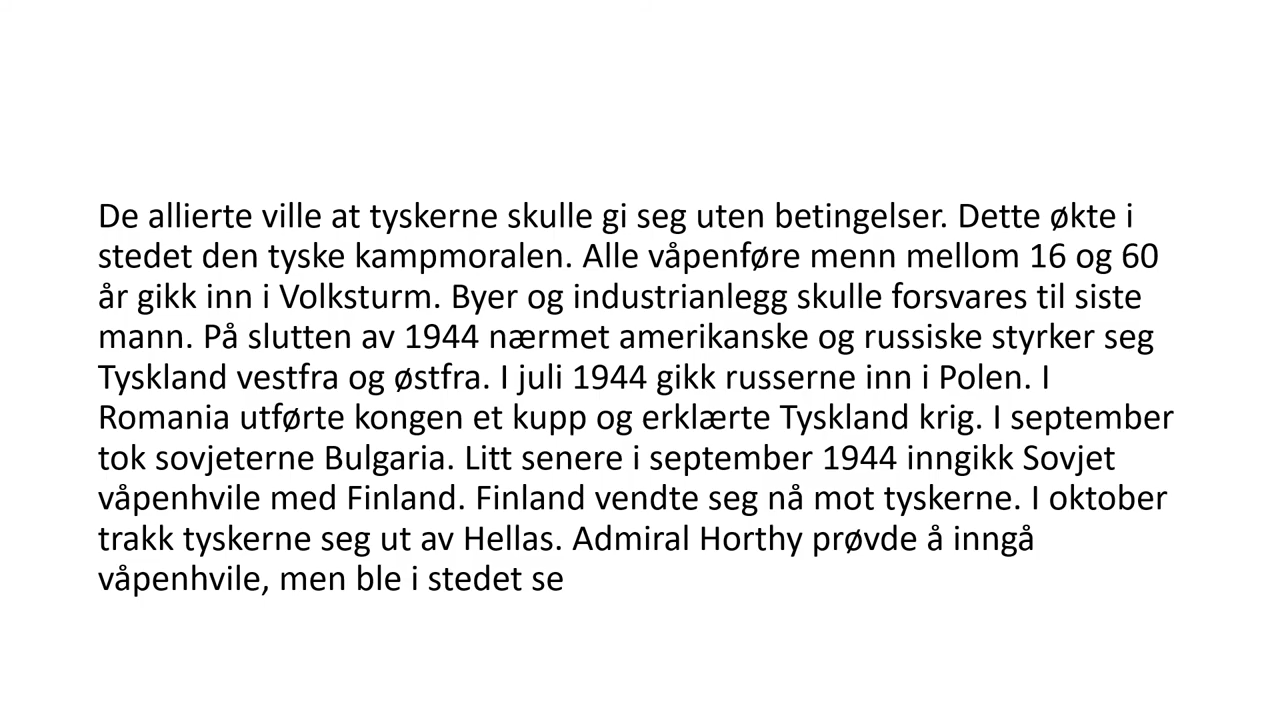 De allierte ville at tyskerne skulle gi seg uten betingelser. Dette økte i
stedet den tyske kampmoralen. Alle våpenføre menn mellom 16 og 60
år gikk inn i Volksturm. Byer og industrianlegg skulle forsvares til siste
mann. På slutten av 1944 nærmet amerikanske og russiske styrker seg
Tyskland vestfra og østfra. I juli 1944 gikk russerne inn i Polen. I
Romania utførte kongen et kupp og erklærte Tyskland krig. I september
tok sovjeterne Bulgaria. Litt senere i september 1944 inngikk Sovjet
våpenhvile med Finland. Finland vendte seg nå mot tyskerne. I oktober
trakk tyskerne seg ut av Hellas. Admiral Horthy prøvde å inngå
våpenhvile, men ble i stedet se